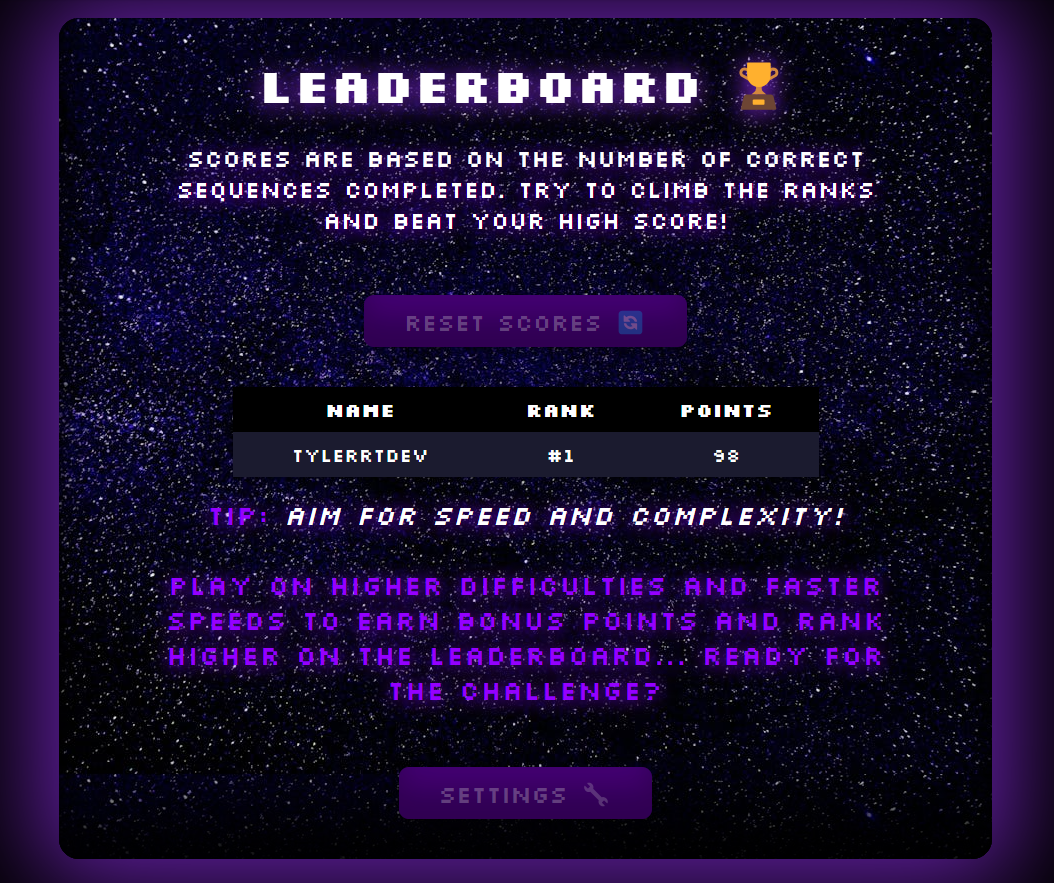 LEADERBOARD 🏆
SCORES ARE BASED ON THE NUMBER OF CORRECT
SEQUENCES COMPLETED. TRY TO CLIMB THE RANKS
AND BEAT YOUR HIGH SCORE!
RESET SCORES 🔄
NAME RANK POINTS
TYLERRTDEV #1 98
TIP: AIM FOR SPEED AND COMPLEXITY!
PLAY ON HIGHER DIFFICULTIES AND FASTER
SPEEDS TO EARN BONUS POINTS AND RANK
HIGHER ON THE LEADERBOARD... READY FOR
THE CHALLENGE?
SETTINGS 🔧